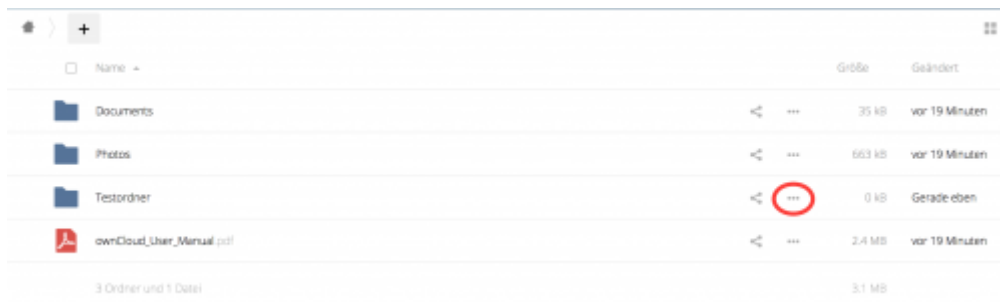 +
Name Größe Geändert
Documents ... 35 kB vor 19 Minuten
Photos ... 663 kB vor 19 Minuten
Testordner ... 0 kB Gerade eben
ownCloud_User_Manual.pdf ... 2.4 MB vor 19 Minuten
3 Ordner und 1 Datei 3.1 MB